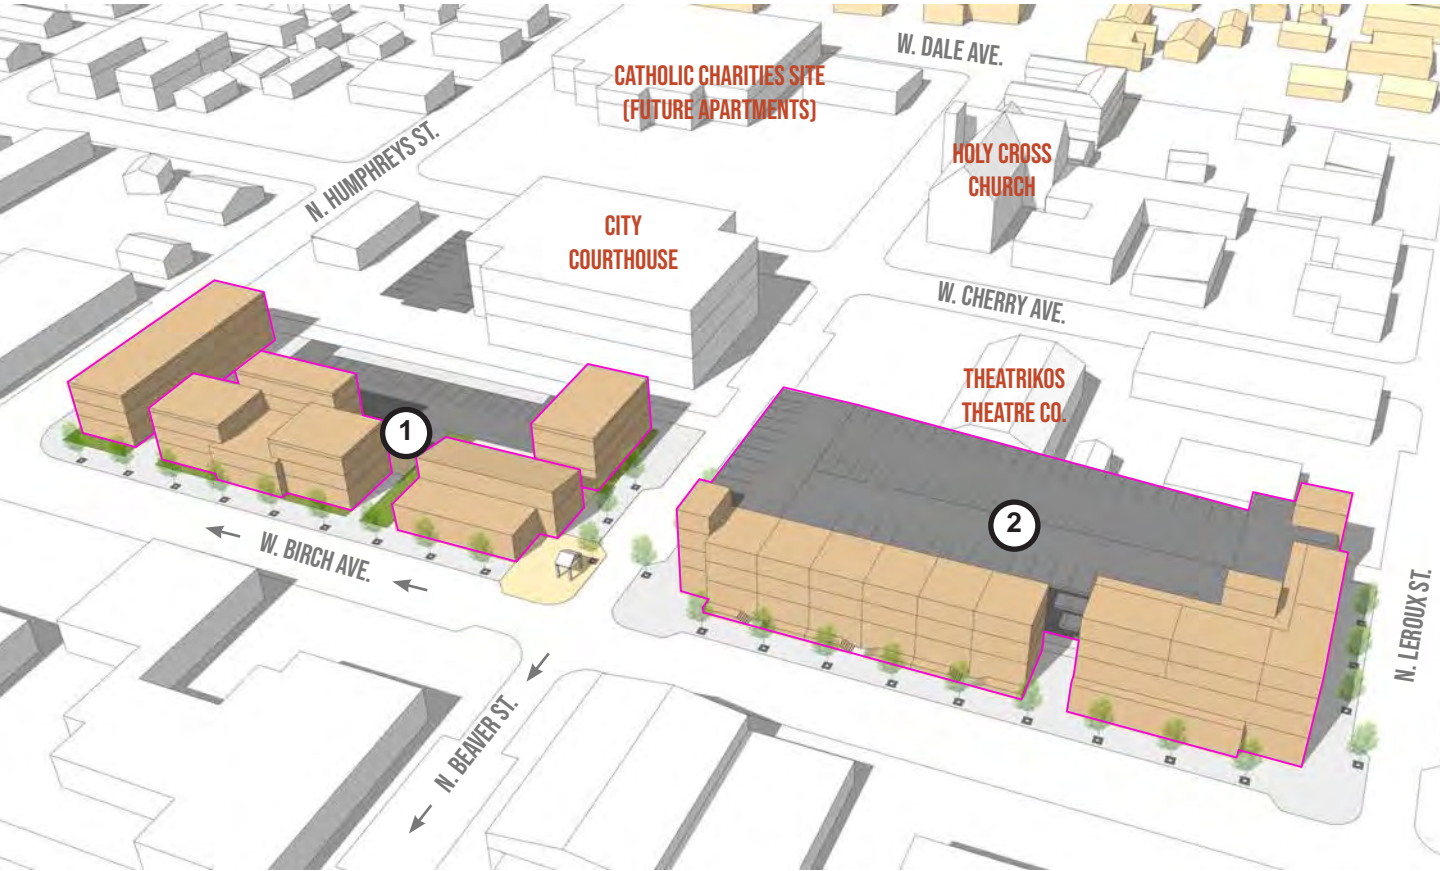 W. DALE AVE.
CATHOLIC CHARITIES SITE
(FUTURE APARTMENTS)
N. HUMPHREYS ST.
HOLY CROSS
CHURCH
CITY
COURTHOUSE
W. CHERRY AVE.
THEATRIKOS
THEATRE CO.
1
2
W. BIRCH AVE.
N. LEROUX ST.
N. BEAVER ST.